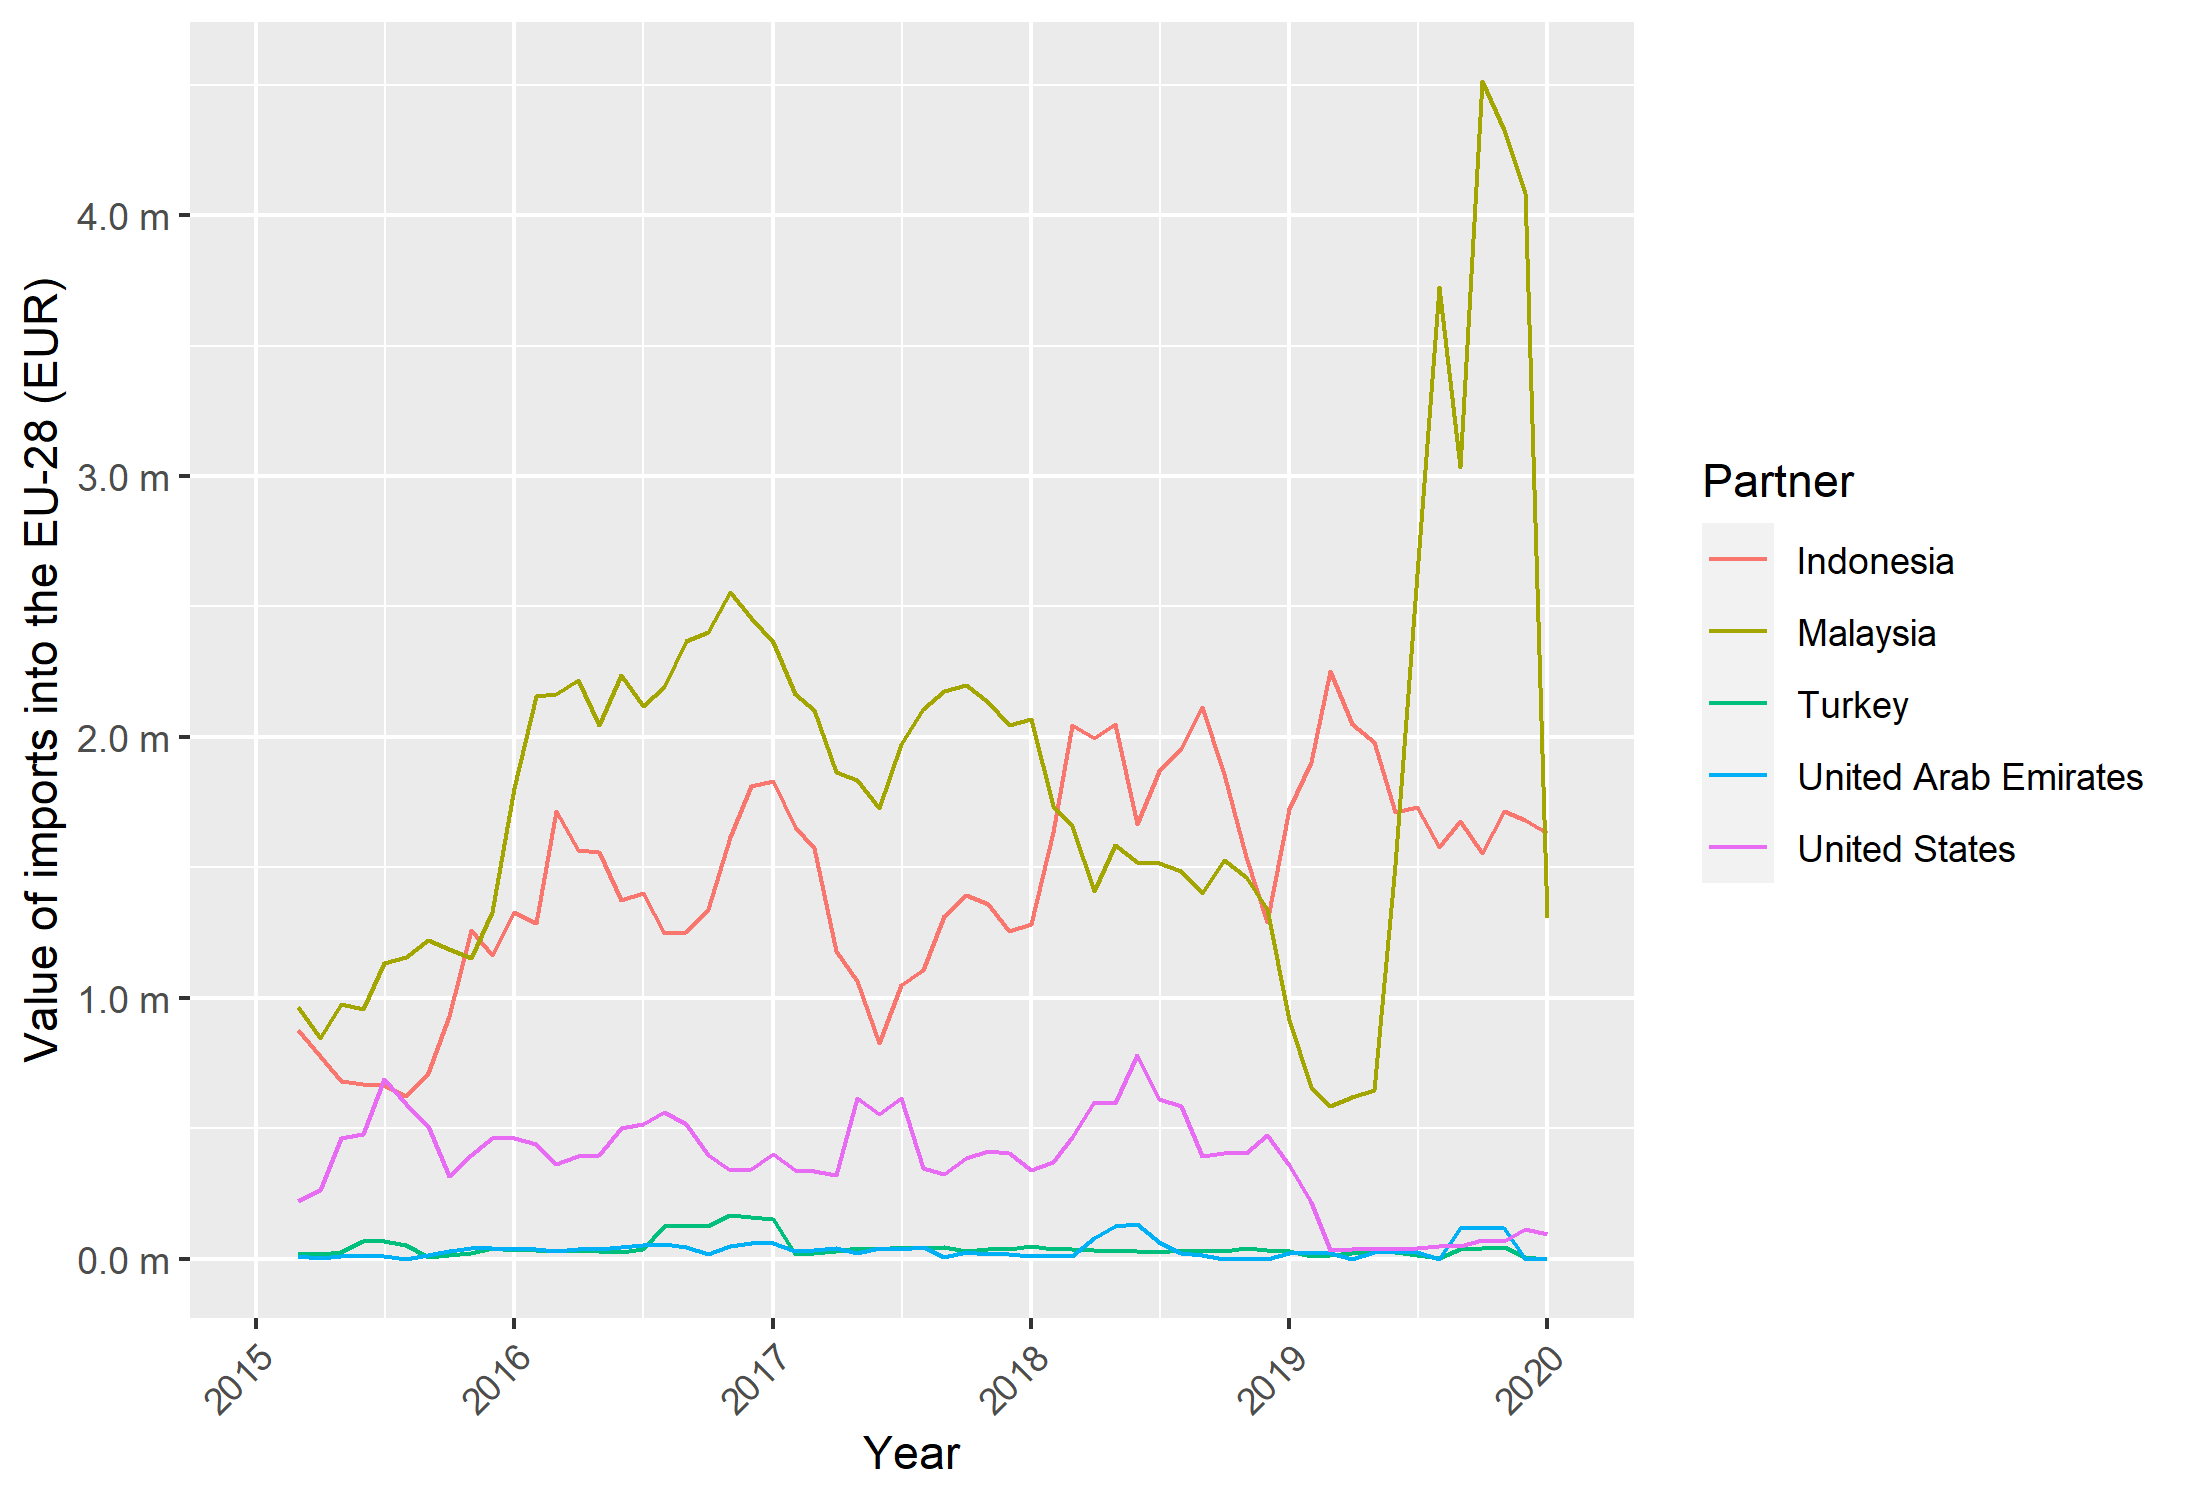 Value of imports into the EU-28 (EUR)
4.0 m
3.0 m
2.0 m
1.0 m
0.0 m
2015
2016
2017
2018
2019
2020
Year
Partner
Indonesia
Malaysia
Turkey
United Arab Emirates
United States